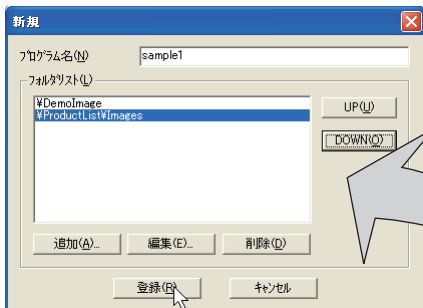 新規
プログラム名(N)
sample1
フォルダリスト(L)
¥DemoImage
¥ProductList¥Images
UP(U)
DOWN(O)
追加(A)...
編集(E)...
削除(D)
登録(R)
キャンセル